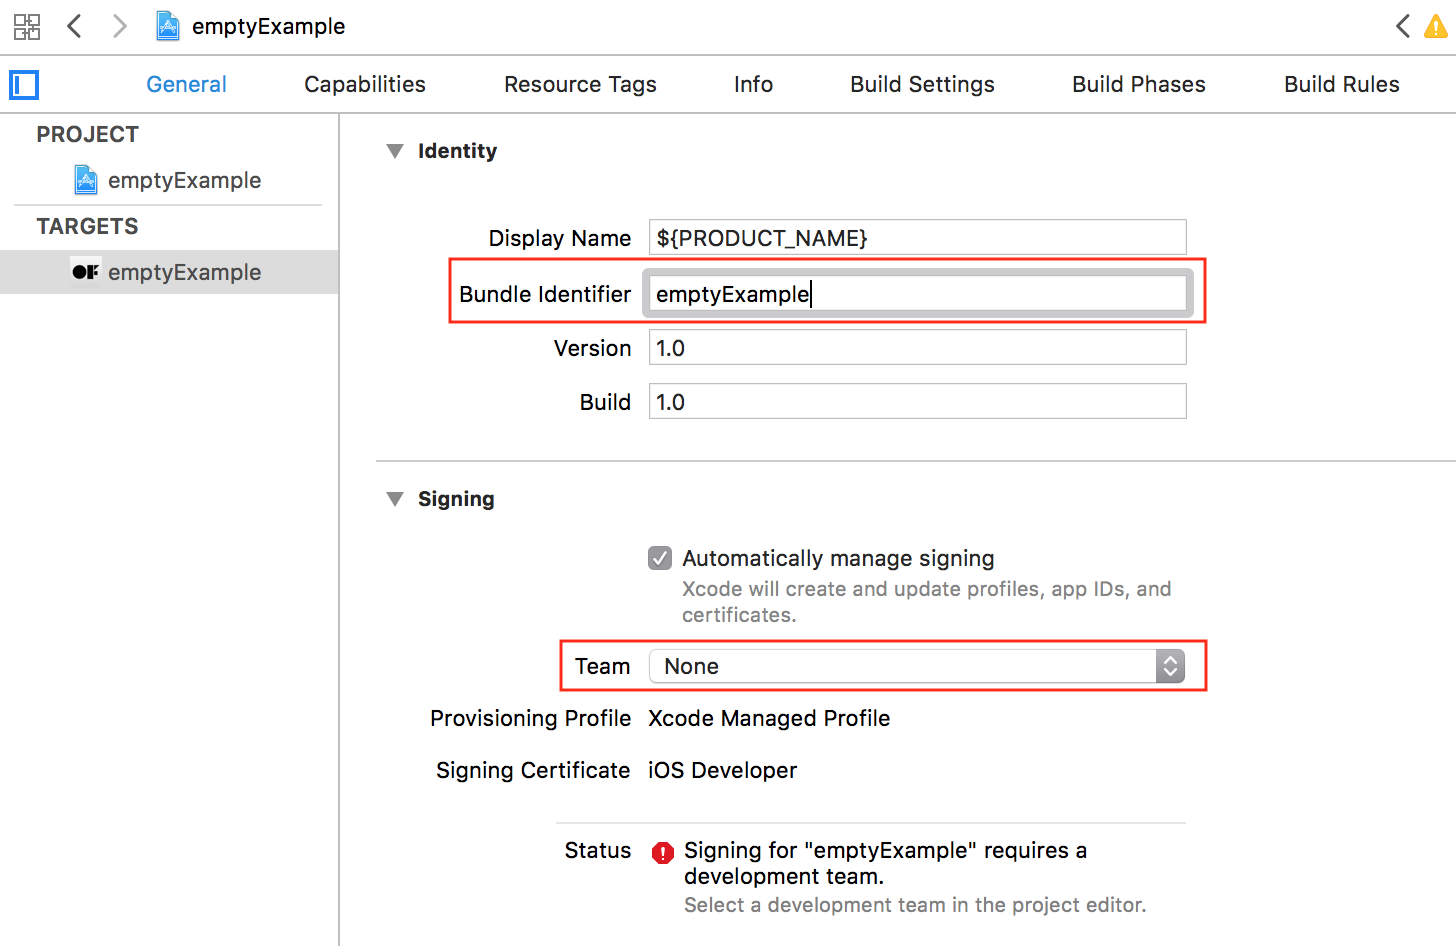 emptyExample
General Capabilities Resource Tags Info Build Settings Build Phases Build Rules
PROJECT
emptyExample
TARGETS
OF emptyExample
Identity
Display Name ${PRODUCT_NAME}
Bundle Identifier emptyExample
Version 1.0
Build 1.0
Signing
Automatically manage signing
Xcode will create and update profiles, app IDs, and
certificates.
Team None
Provisioning Profile Xcode Managed Profile
Signing Certificate iOS Developer
Status Signing for "emptyExample" requires a
development team.
Select a development team in the project editor.